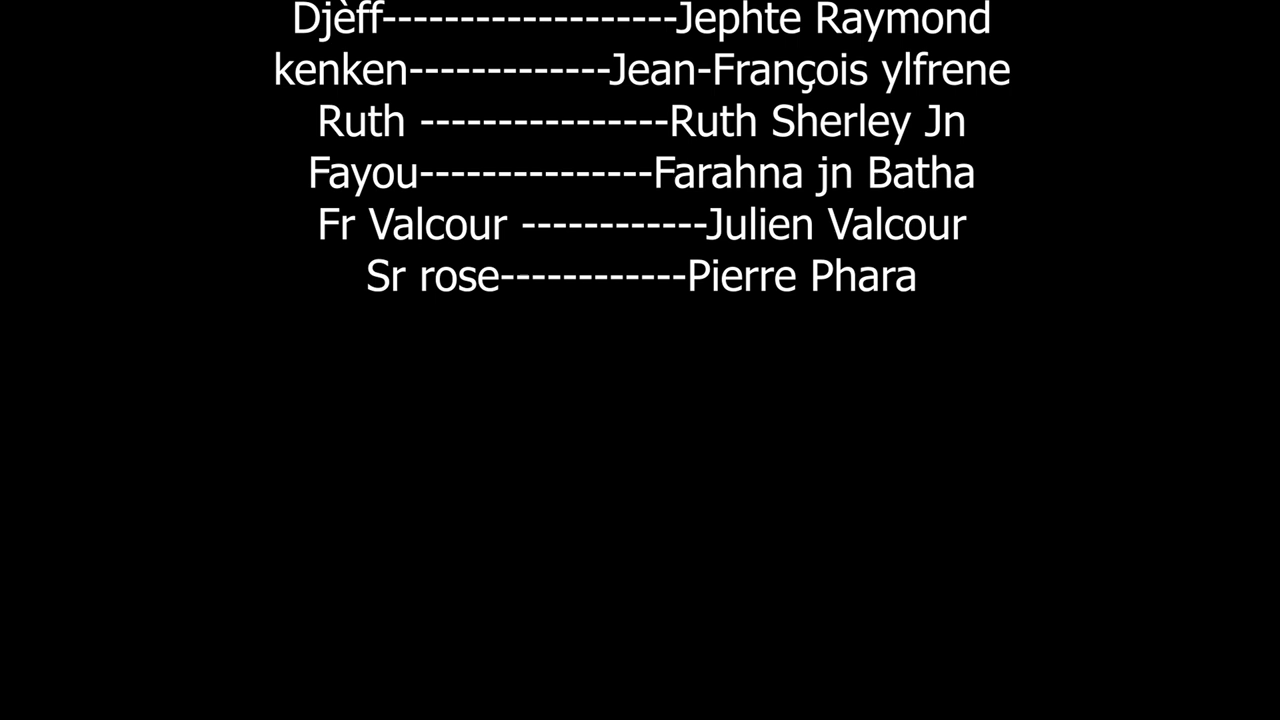 Djèff-------------------Jephte Raymond
kenken-------------Jean-François ylfrene
Ruth ----------------Ruth Sherley Jn
Fayou---------------Farahna jn Batha
Fr Valcour ------------Julien Valcour
Sr rose------------Pierre Phara